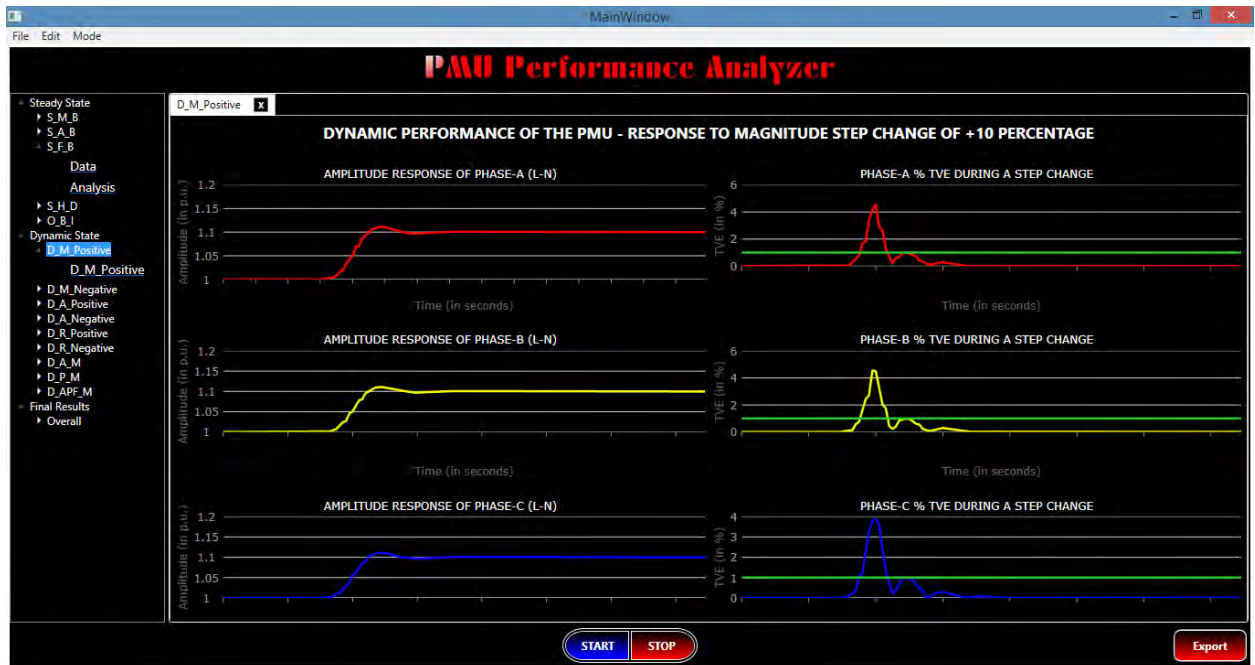 MainWindow
File Edit Mode
PMU Performance Analyzer
Steady State
S_M_B
S_A_B
S_F_B
Data
Analysis
S_H_D
O_B_I
Dynamic State
D_M_Positive
D_M_Positive
D_M_Negative
D_A_Positive
D_A_Negative
D_R_Positive
D_R_Negative
D_A_M
D_P_M
D_APF_M
Final Results
Overall
D_M_Positive X
DYNAMIC PERFORMANCE OF THE PMU - RESPONSE TO MAGNITUDE STEP CHANGE OF +10 PERCENTAGE
AMPLITUDE RESPONSE OF PHASE-A (L-N)
Amplitude (in p.u.)
1.2
1.15
1.1
1.05
1
Time (in seconds)
PHASE-A % TVE DURING A STEP CHANGE
TVE (in %)
6
4
2
0
Time (in seconds)
AMPLITUDE RESPONSE OF PHASE-B (L-N)
Amplitude (in p.u.)
1.2
1.15
1.1
1.05
1
Time (in seconds)
PHASE-B % TVE DURING A STEP CHANGE
TVE (in %)
6
4
2
0
Time (in seconds)
AMPLITUDE RESPONSE OF PHASE-C (L-N)
Amplitude (in p.u.)
1.2
1.15
1.1
1.05
1
PHASE-C % TVE DURING A STEP CHANGE
TVE (in %)
4
3
2
1
0
START STOP
Export